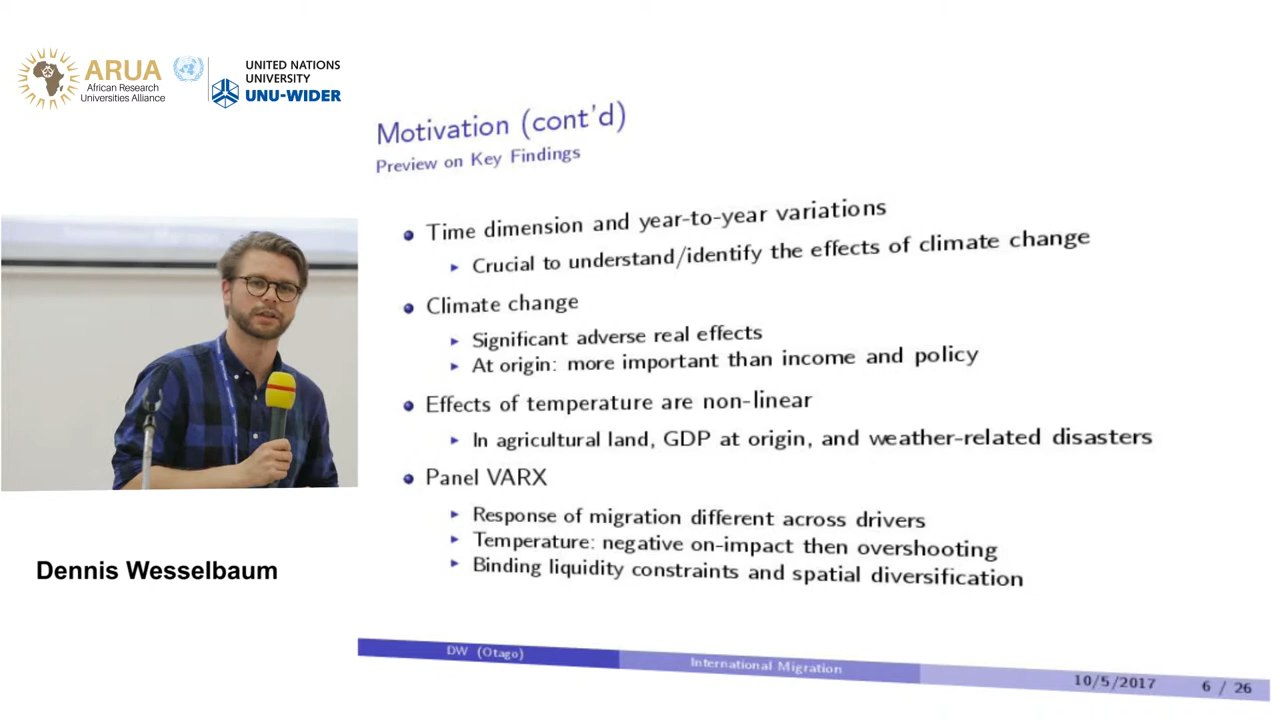 ARUA
African Research
Universities Alliance
UNITED NATIONS
UNIVERSITY
UNU-WIDER
Motivation (cont'd)
Preview on Key Findings
Time dimension and year-to-year variations
Crucial to understand/identify the effects of climate change
Climate change
Significant adverse real effects
At origin: more important than income and policy
Effects of temperature are non-linear
In agricultural land, GDP at origin, and weather-related disasters
Panel VARX
Response of migration different across drivers
Temperature: negative on-impact then overshooting
Binding liquidity constraints and spatial diversification
Dennis Wesselbaum
DW (Otago)
International Migration
10/5/2017
6 / 26